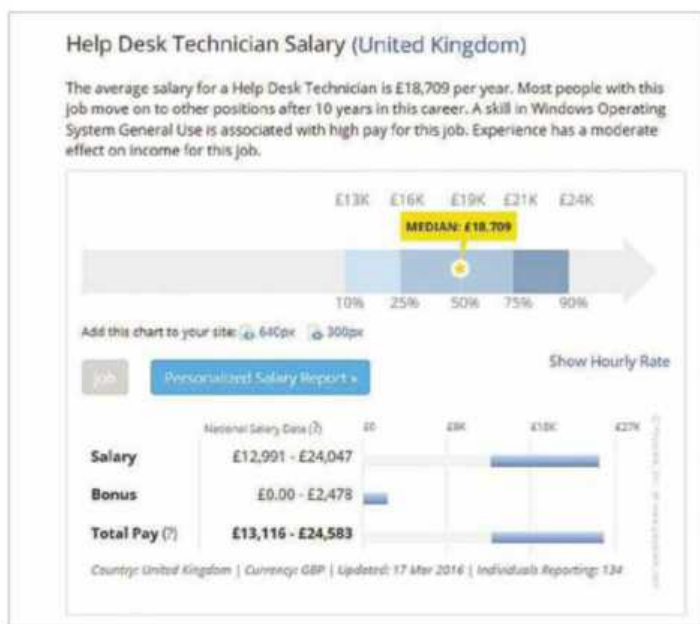 Help Desk Technician Salary (United Kingdom)
The average salary for a Help Desk Technician is £18,709 per year. Most people with this
job move on to other positions after 10 years in this career. A skill in Windows Operating
System General Use is associated with high pay for this job. Experience has a moderate
effect on income for this job.
£13K £16K £19K £21K £24K
MEDIAN: £18,709
10% 25% 50% 75% 90%
Add this chart to your site: 640px 300px
Show Hourly Rate
Job Personalized Salary Report »
National Salary Data (?) £0 £9K £18K £27K
Salary £12,991 - £24,047
Bonus £0.00 - £2,478
Total Pay (?) £13,116 - £24,583
Country: United Kingdom | Currency: GBP | Updated: 17 Mar 2016 | Individuals Reporting: 134